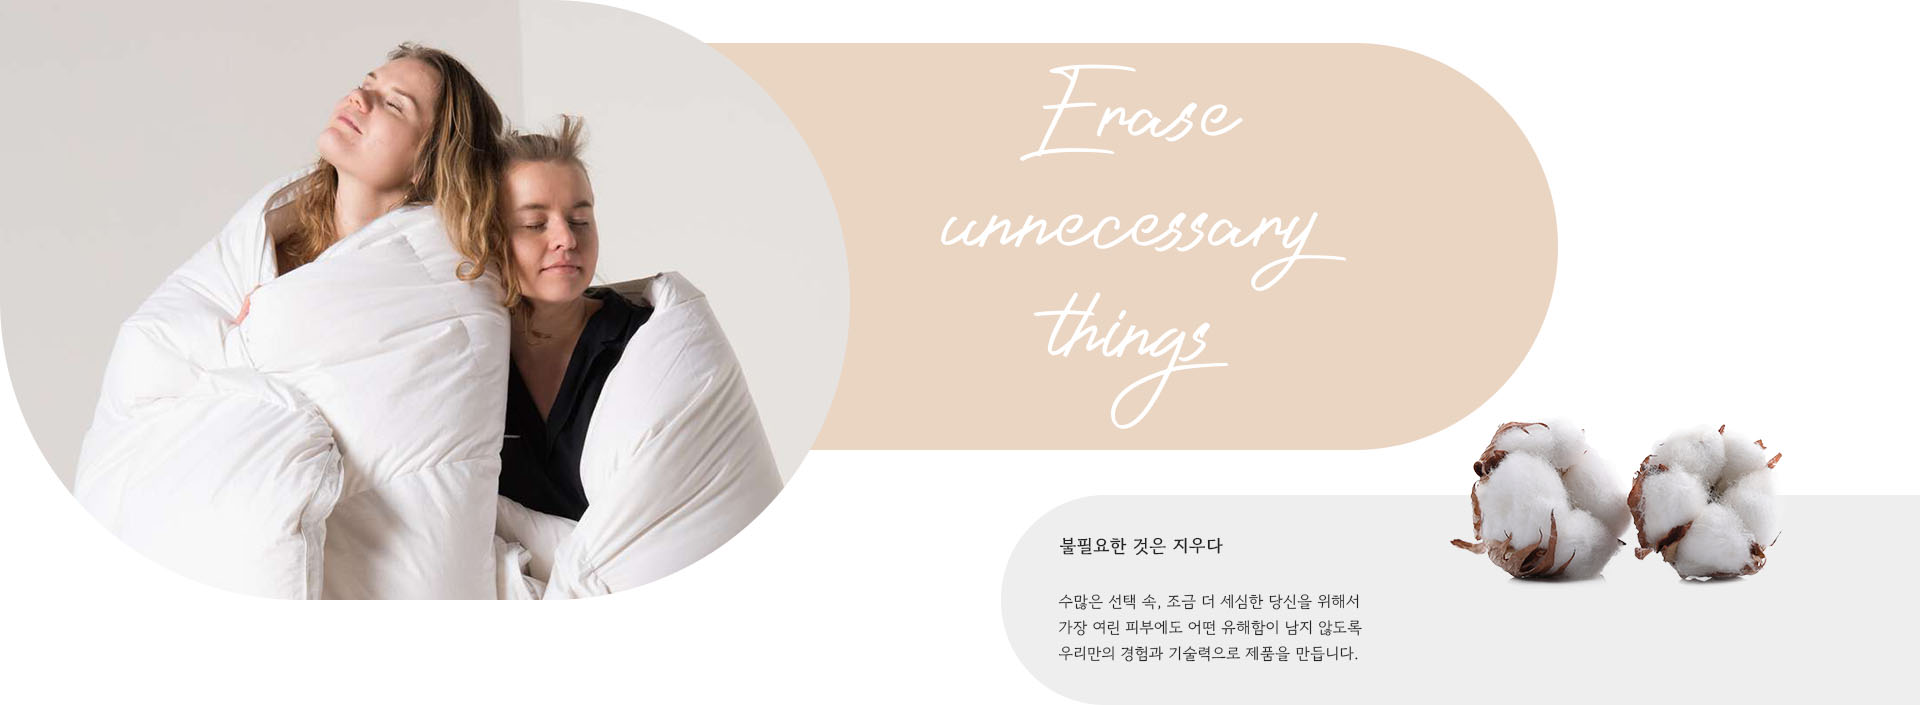 Erase
unnecessary
things
불필요한 것은 지우다
수많은 선택 속, 조금 더 세심한 당신을 위해서
가장 여린 피부에도 어떤 유해함이 남지 않도록
우리만의 경험과 기술력으로 제품을 만듭니다.